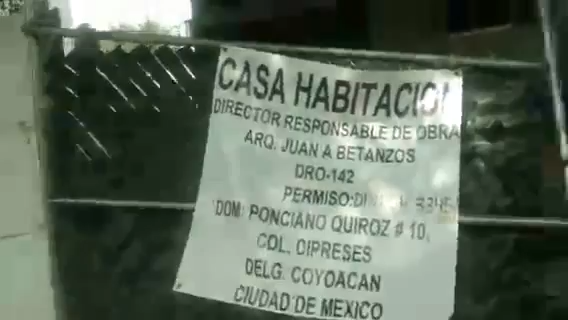 CASA HABITACION
DIRECTOR RESPONSABLE DE OBRA
ARQ. JUAN A BETANZOS
DRO-142
PERMISO:
DOM: PONCIANO QUIROZ # 10,
COL. CIPRESES
DELG. COYOACAN
CIUDAD DE MEXICO